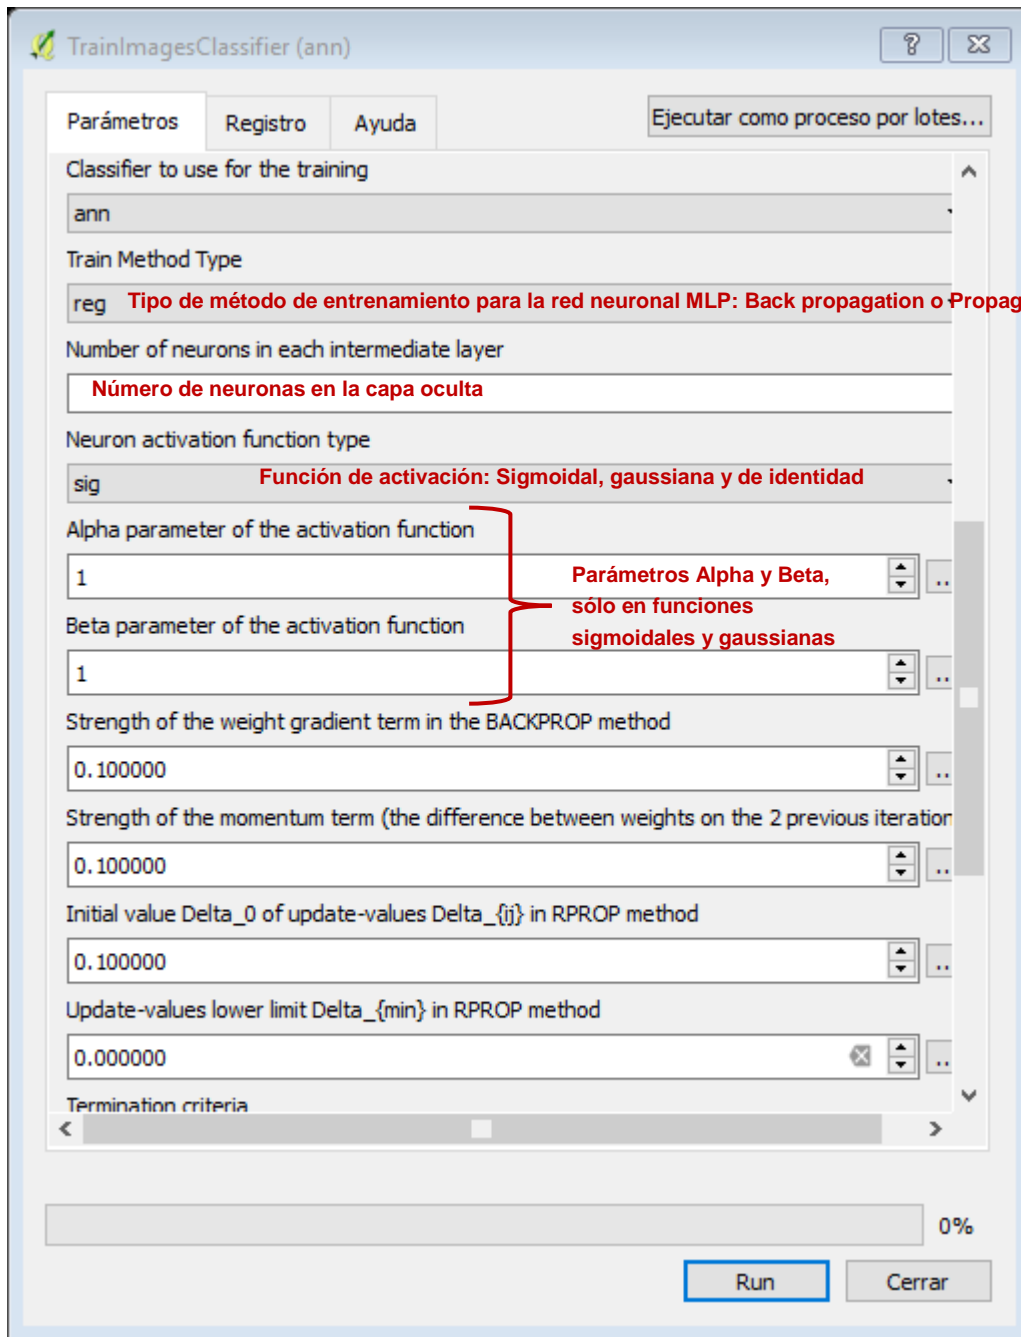 TrainImagesClassifier (ann)
Parámetros Registro Ayuda Ejecutar como proceso por lotes...
Classifier to use for the training
ann
Train Method Type
reg Tipo de método de entrenamiento para la red neuronal MLP: Back propagation o Propag
Number of neurons in each intermediate layer
Número de neuronas en la capa oculta
Neuron activation function type
sig Función de activación: Sigmoidal, gaussiana y de identidad
Alpha parameter of the activation function
1 ..
Parámetros Alpha y Beta,
sólo en funciones
sigmoidales y gaussianas
Beta parameter of the activation function
1 ..
Strength of the weight gradient term in the BACKPROP method
0.100000 ..
Strength of the momentum term (the difference between weights on the 2 previous iteration
0.100000 ..
Initial value Delta_0 of update-values Delta_{ij} in RPROP method
0.100000 ..
Update-values lower limit Delta_{min} in RPROP method
0.000000 ..
Termination criteria
0%
Run Cerrar